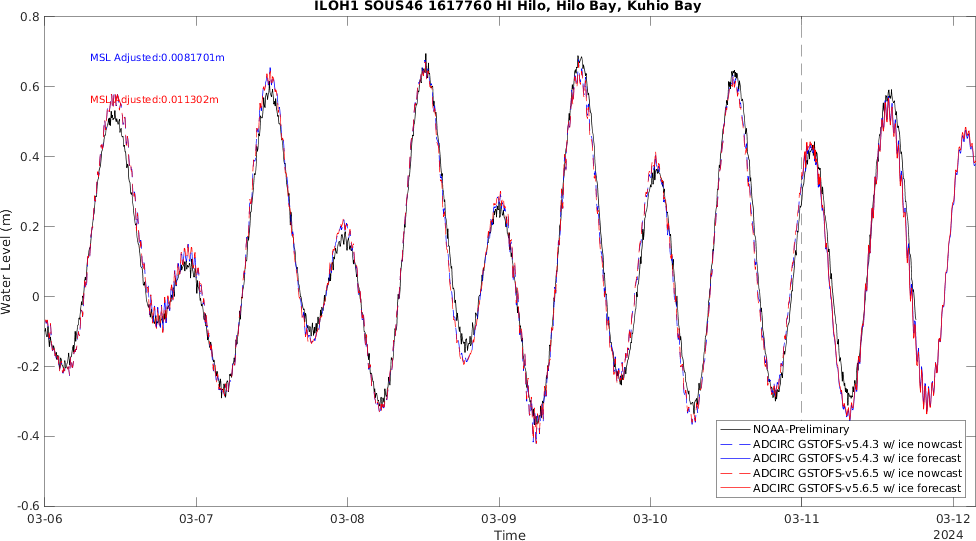 ILOH1 SOUS46 1617760 HI Hilo, Hilo Bay, Kuhio Bay
0.8
MSL Adjusted:0.0081701m
0.6
MSL Adjusted:0.011302m
0.4
0.2
0
-0.2
-0.4
-0.6
Water Level (m)
NOAA-Preliminary
ADCIRC GSTOFS-v5.4.3 w/ ice nowcast
ADCIRC GSTOFS-v5.4.3 w/ ice forecast
ADCIRC GSTOFS-v5.6.5 w/ ice nowcast
ADCIRC GSTOFS-v5.6.5 w/ ice forecast
03-06 03-07 03-08 03-09 03-10 03-11 03-12
Time
2024